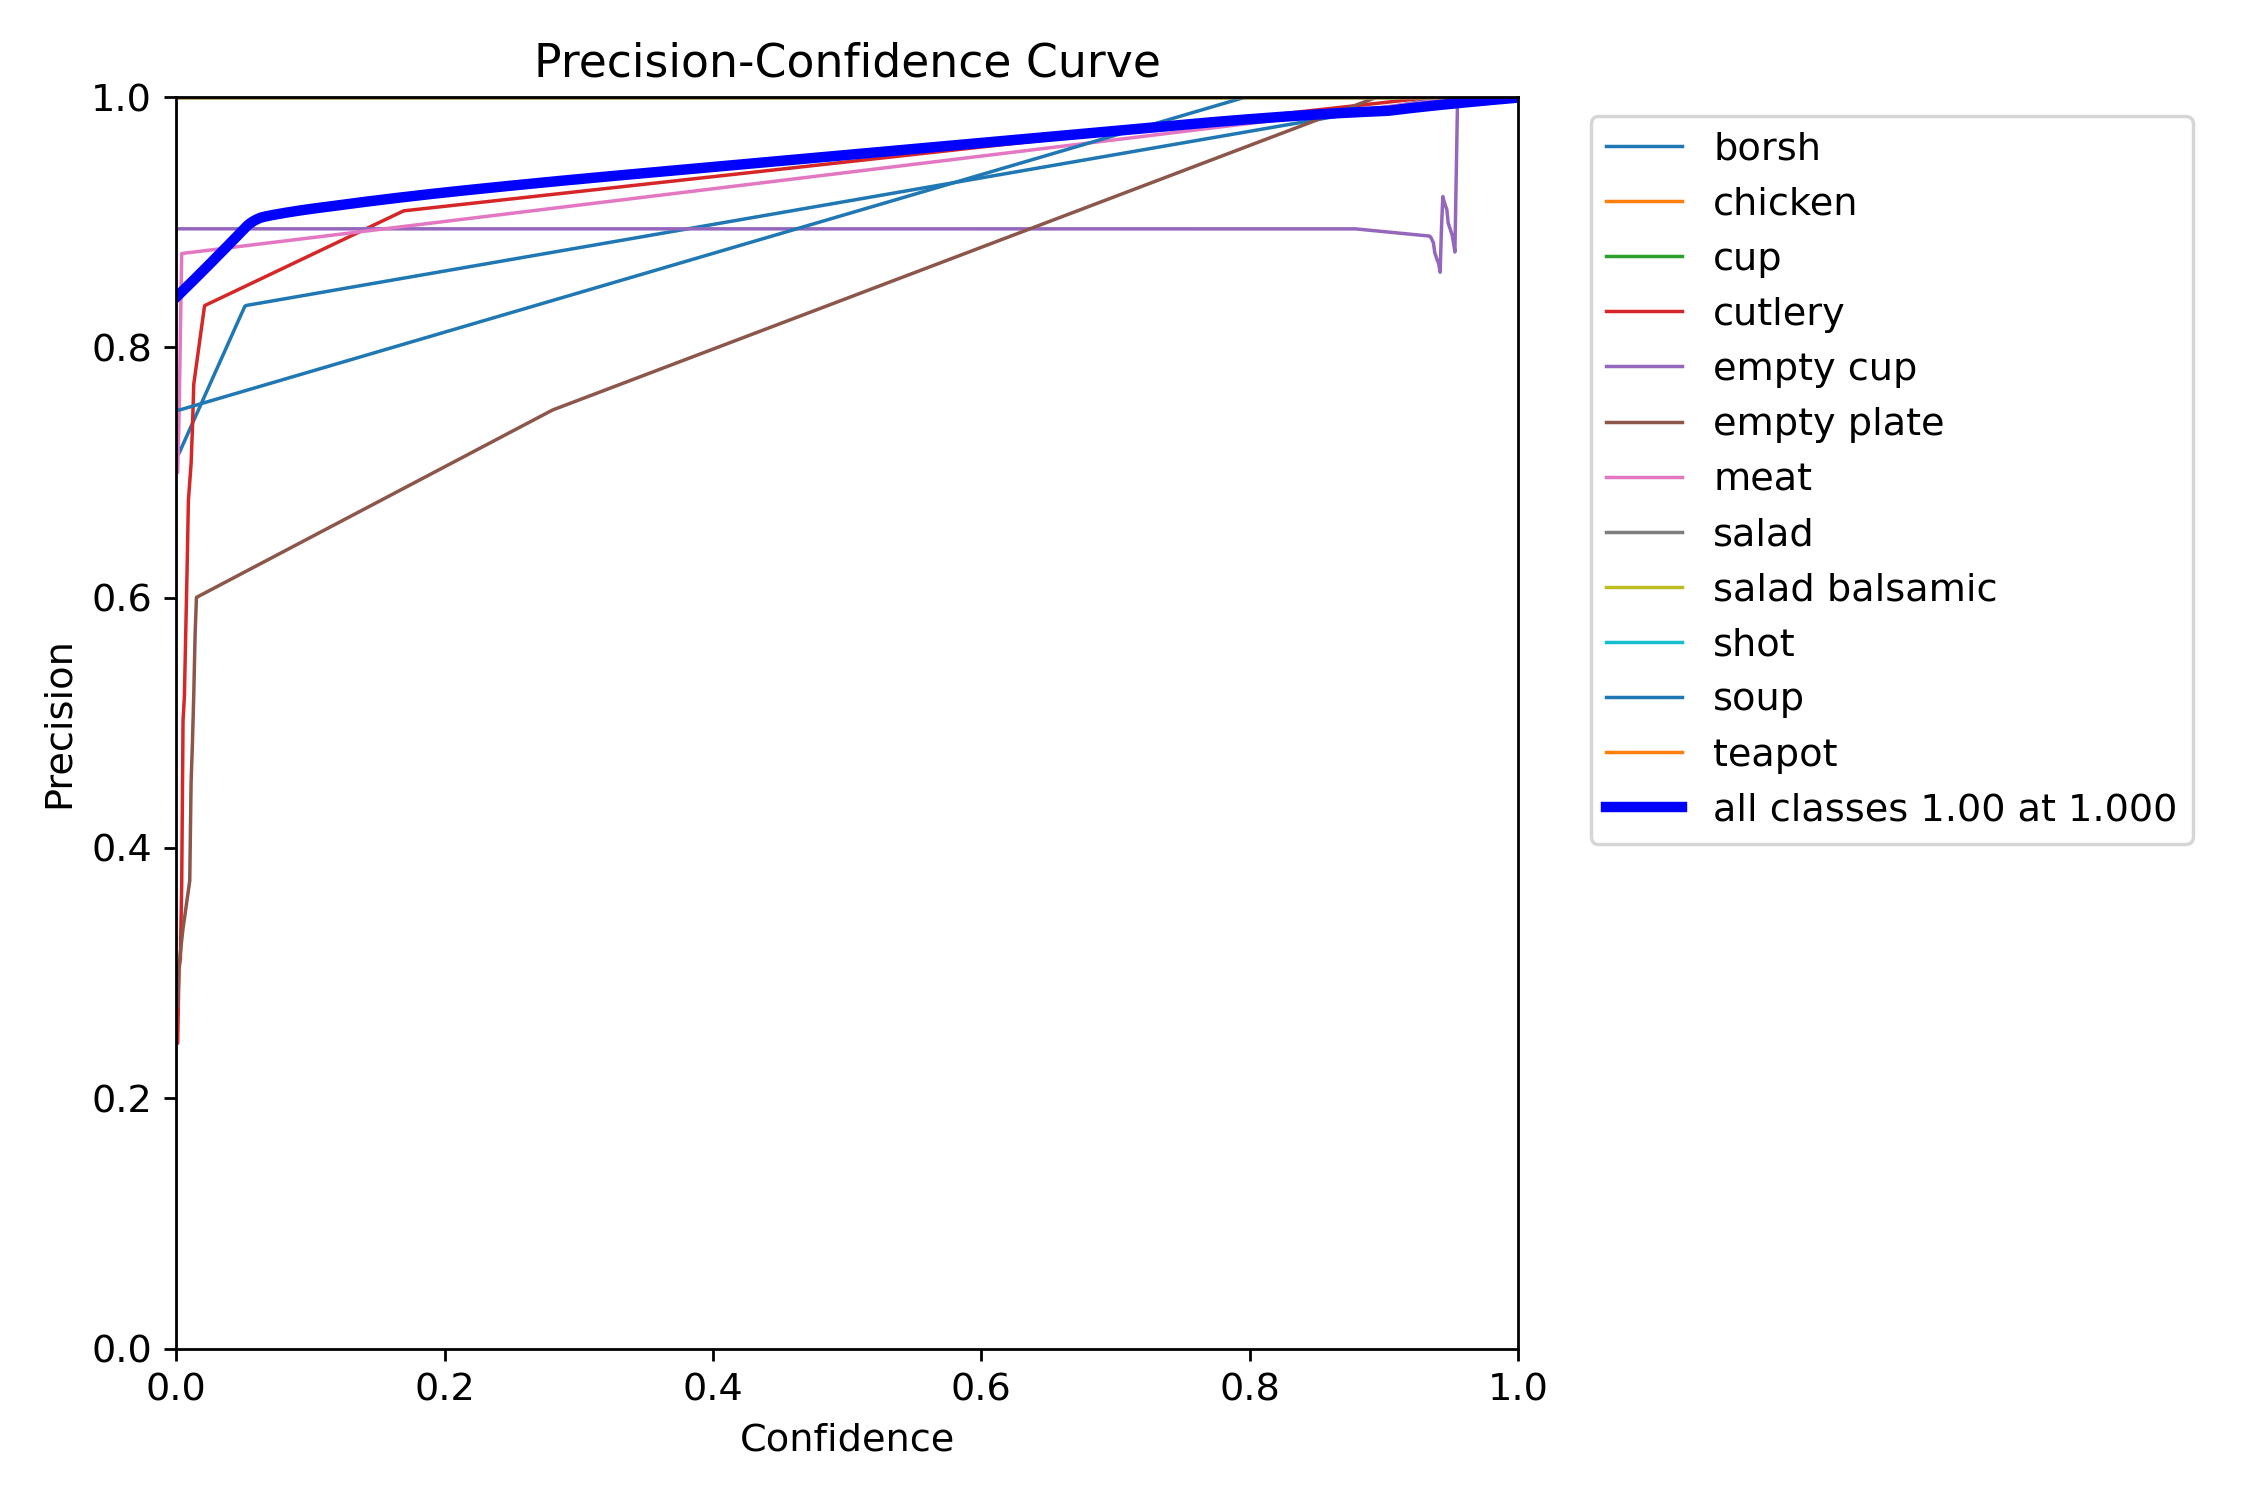 Precision-Confidence Curve
1.0
0.8
0.6
0.4
0.2
0.0
Precision
0.0 0.2 0.4 0.6 0.8 1.0
Confidence
borsh
chicken
cup
cutlery
empty cup
empty plate
meat
salad
salad balsamic
shot
soup
teapot
all classes 1.00 at 1.000